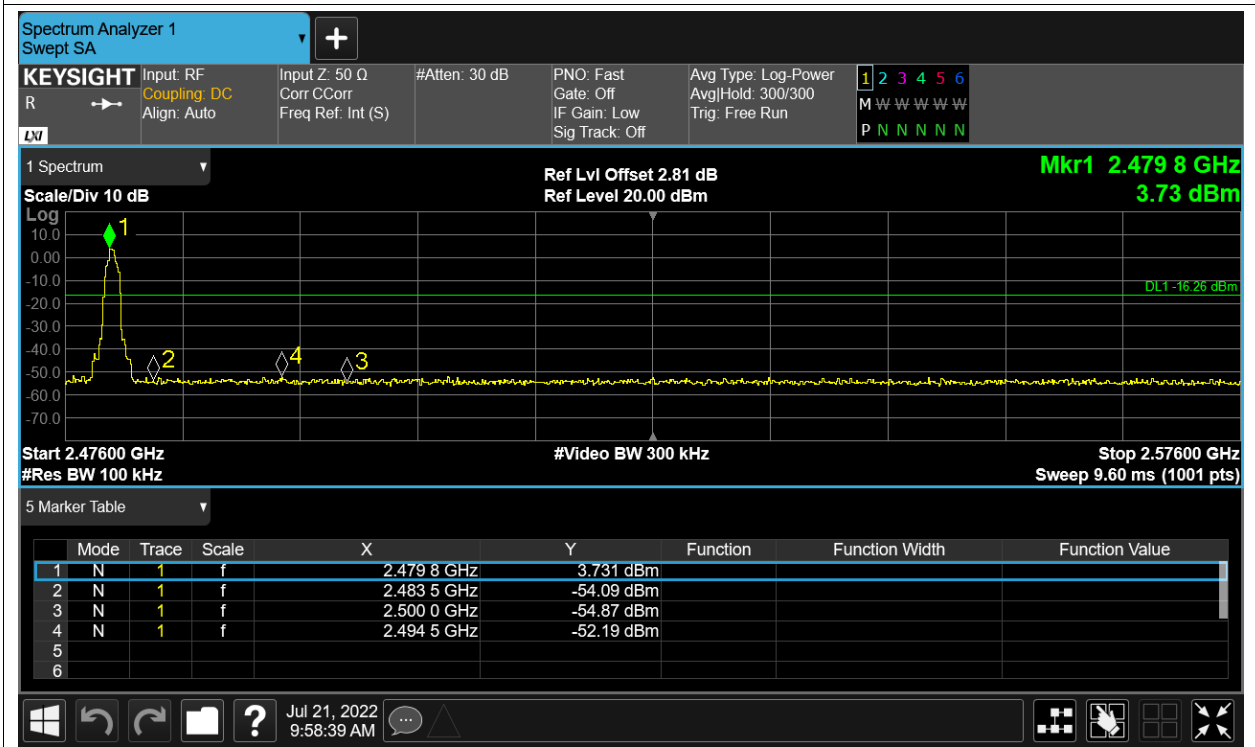 Spectrum Analyzer 1
Swept SA
+
KEYSIGHT
R
LXI
Input: RF
Coupling: DC
Align: Auto
Input Z: 50 Ω
Corr CCorr
Freq Ref: Int (S)
#Atten: 30 dB
PNO: Fast
Gate: Off
IF Gain: Low
Sig Track: Off
Avg Type: Log-Power
Avg|Hold: 300/300
Trig: Free Run
1 2 3 4 5 6
M W W W W W
P N N N N N
1 Spectrum
Scale/Div 10 dB
Ref Lvl Offset 2.81 dB
Ref Level 20.00 dBm
Mkr1 2.479 8 GHz
3.73 dBm
Log
10.0
0.00
-10.0
-20.0
-30.0
-40.0
-50.0
-60.0
-70.0
1
2
4
3
DL1 -16.26 dBm
Start 2.47600 GHz
#Video BW 300 kHz
Stop 2.57600 GHz
#Res BW 100 kHz
Sweep 9.60 ms (1001 pts)
5 Marker Table
Mode Trace Scale X Y Function Function Width Function Value
1 N 1 f 2.479 8 GHz 3.731 dBm
2 N 1 f 2.483 5 GHz -54.09 dBm
3 N 1 f 2.500 0 GHz -54.87 dBm
4 N 1 f 2.494 5 GHz -52.19 dBm
5
6
?
Jul 21, 2022
9:58:39 AM